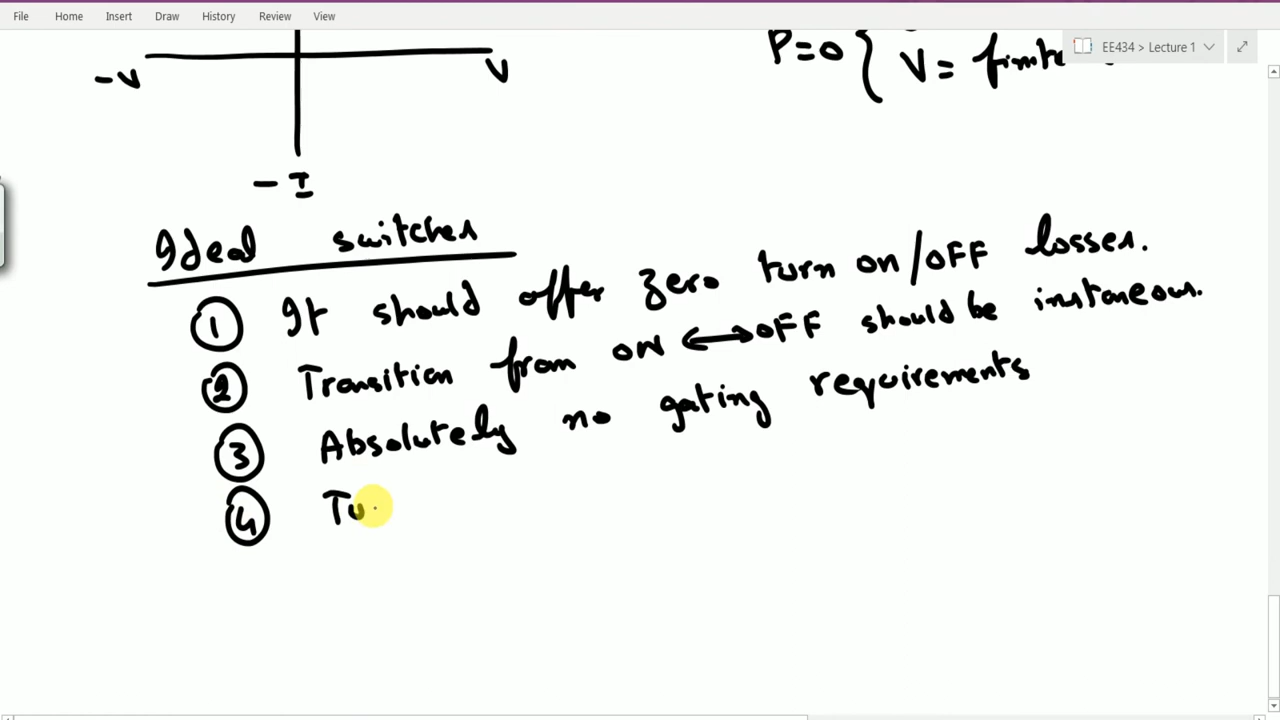 File Home Insert Draw History Review View
EE434 > Lecture 1
-V V
P=0 { V = finite
- I
Ideal switches
① It should offer zero turn on/OFF losses.
② Transition from ON ⟷ OFF should be instaneous.
③ Absolutely no gating requirements
④ Tu